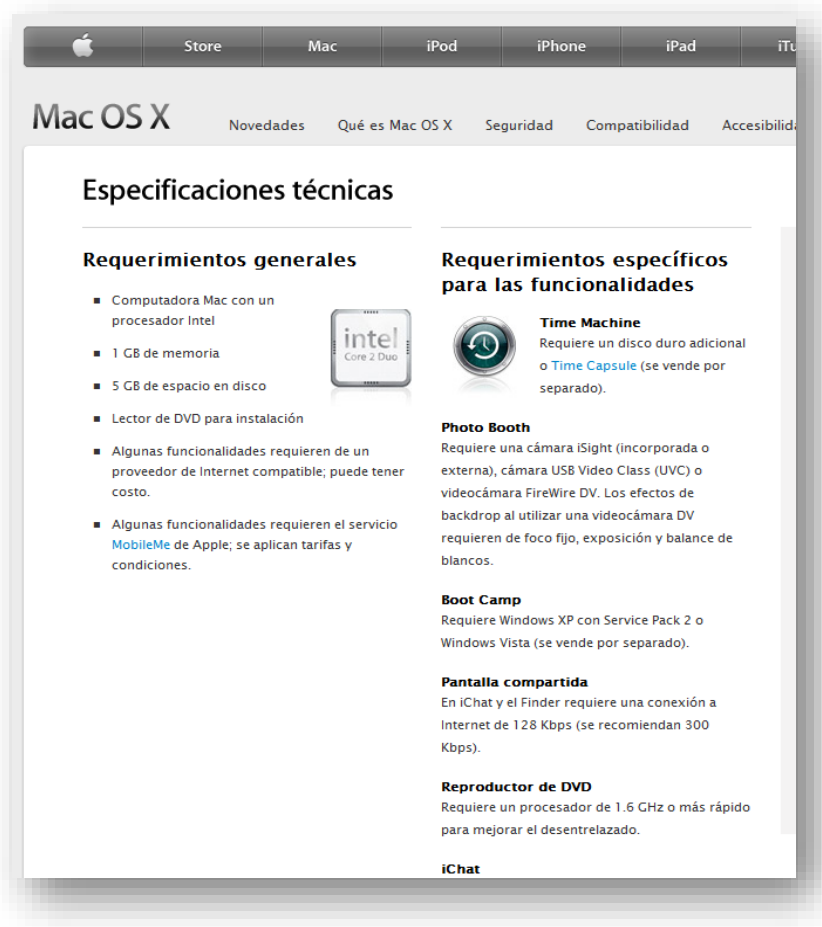 Store Mac iPod iPhone iPad
Mac OS X
Novedades Qué es Mac OS X Seguridad Compatibilidad
Especificaciones técnicas
Requerimientos generales
Computadora Mac con un
procesador Intel
1 GB de memoria
5 GB de espacio en disco
Lector de DVD para instalación
Algunas funcionalidades requieren de un
proveedor de Internet compatible; puede tener
costo.
Algunas funcionalidades requieren el servicio
MobileMe de Apple; se aplican tarifas y
condiciones.
intel
Core 2 Duo
Requerimientos específicos
para las funcionalidades
Time Machine
Requiere un disco duro adicional
o Time Capsule (se vende por
separado).
Photo Booth
Requiere una cámara iSight (incorporada o
externa), cámara USB Video Class (UVC) o
videocámara FireWire DV. Los efectos de
backdrop al utilizar una videocámara DV
requieren de foco fijo, exposición y balance de
blancos.
Boot Camp
Requiere Windows XP con Service Pack 2 o
Windows Vista (se vende por separado).
Pantalla compartida
En iChat y el Finder requiere una conexión a
Internet de 128 Kbps (se recomiendan 300
Kbps).
Reproductor de DVD
Requiere un procesador de 1.6 GHz o más rápido
para mejorar el desentrelazado.
iChat